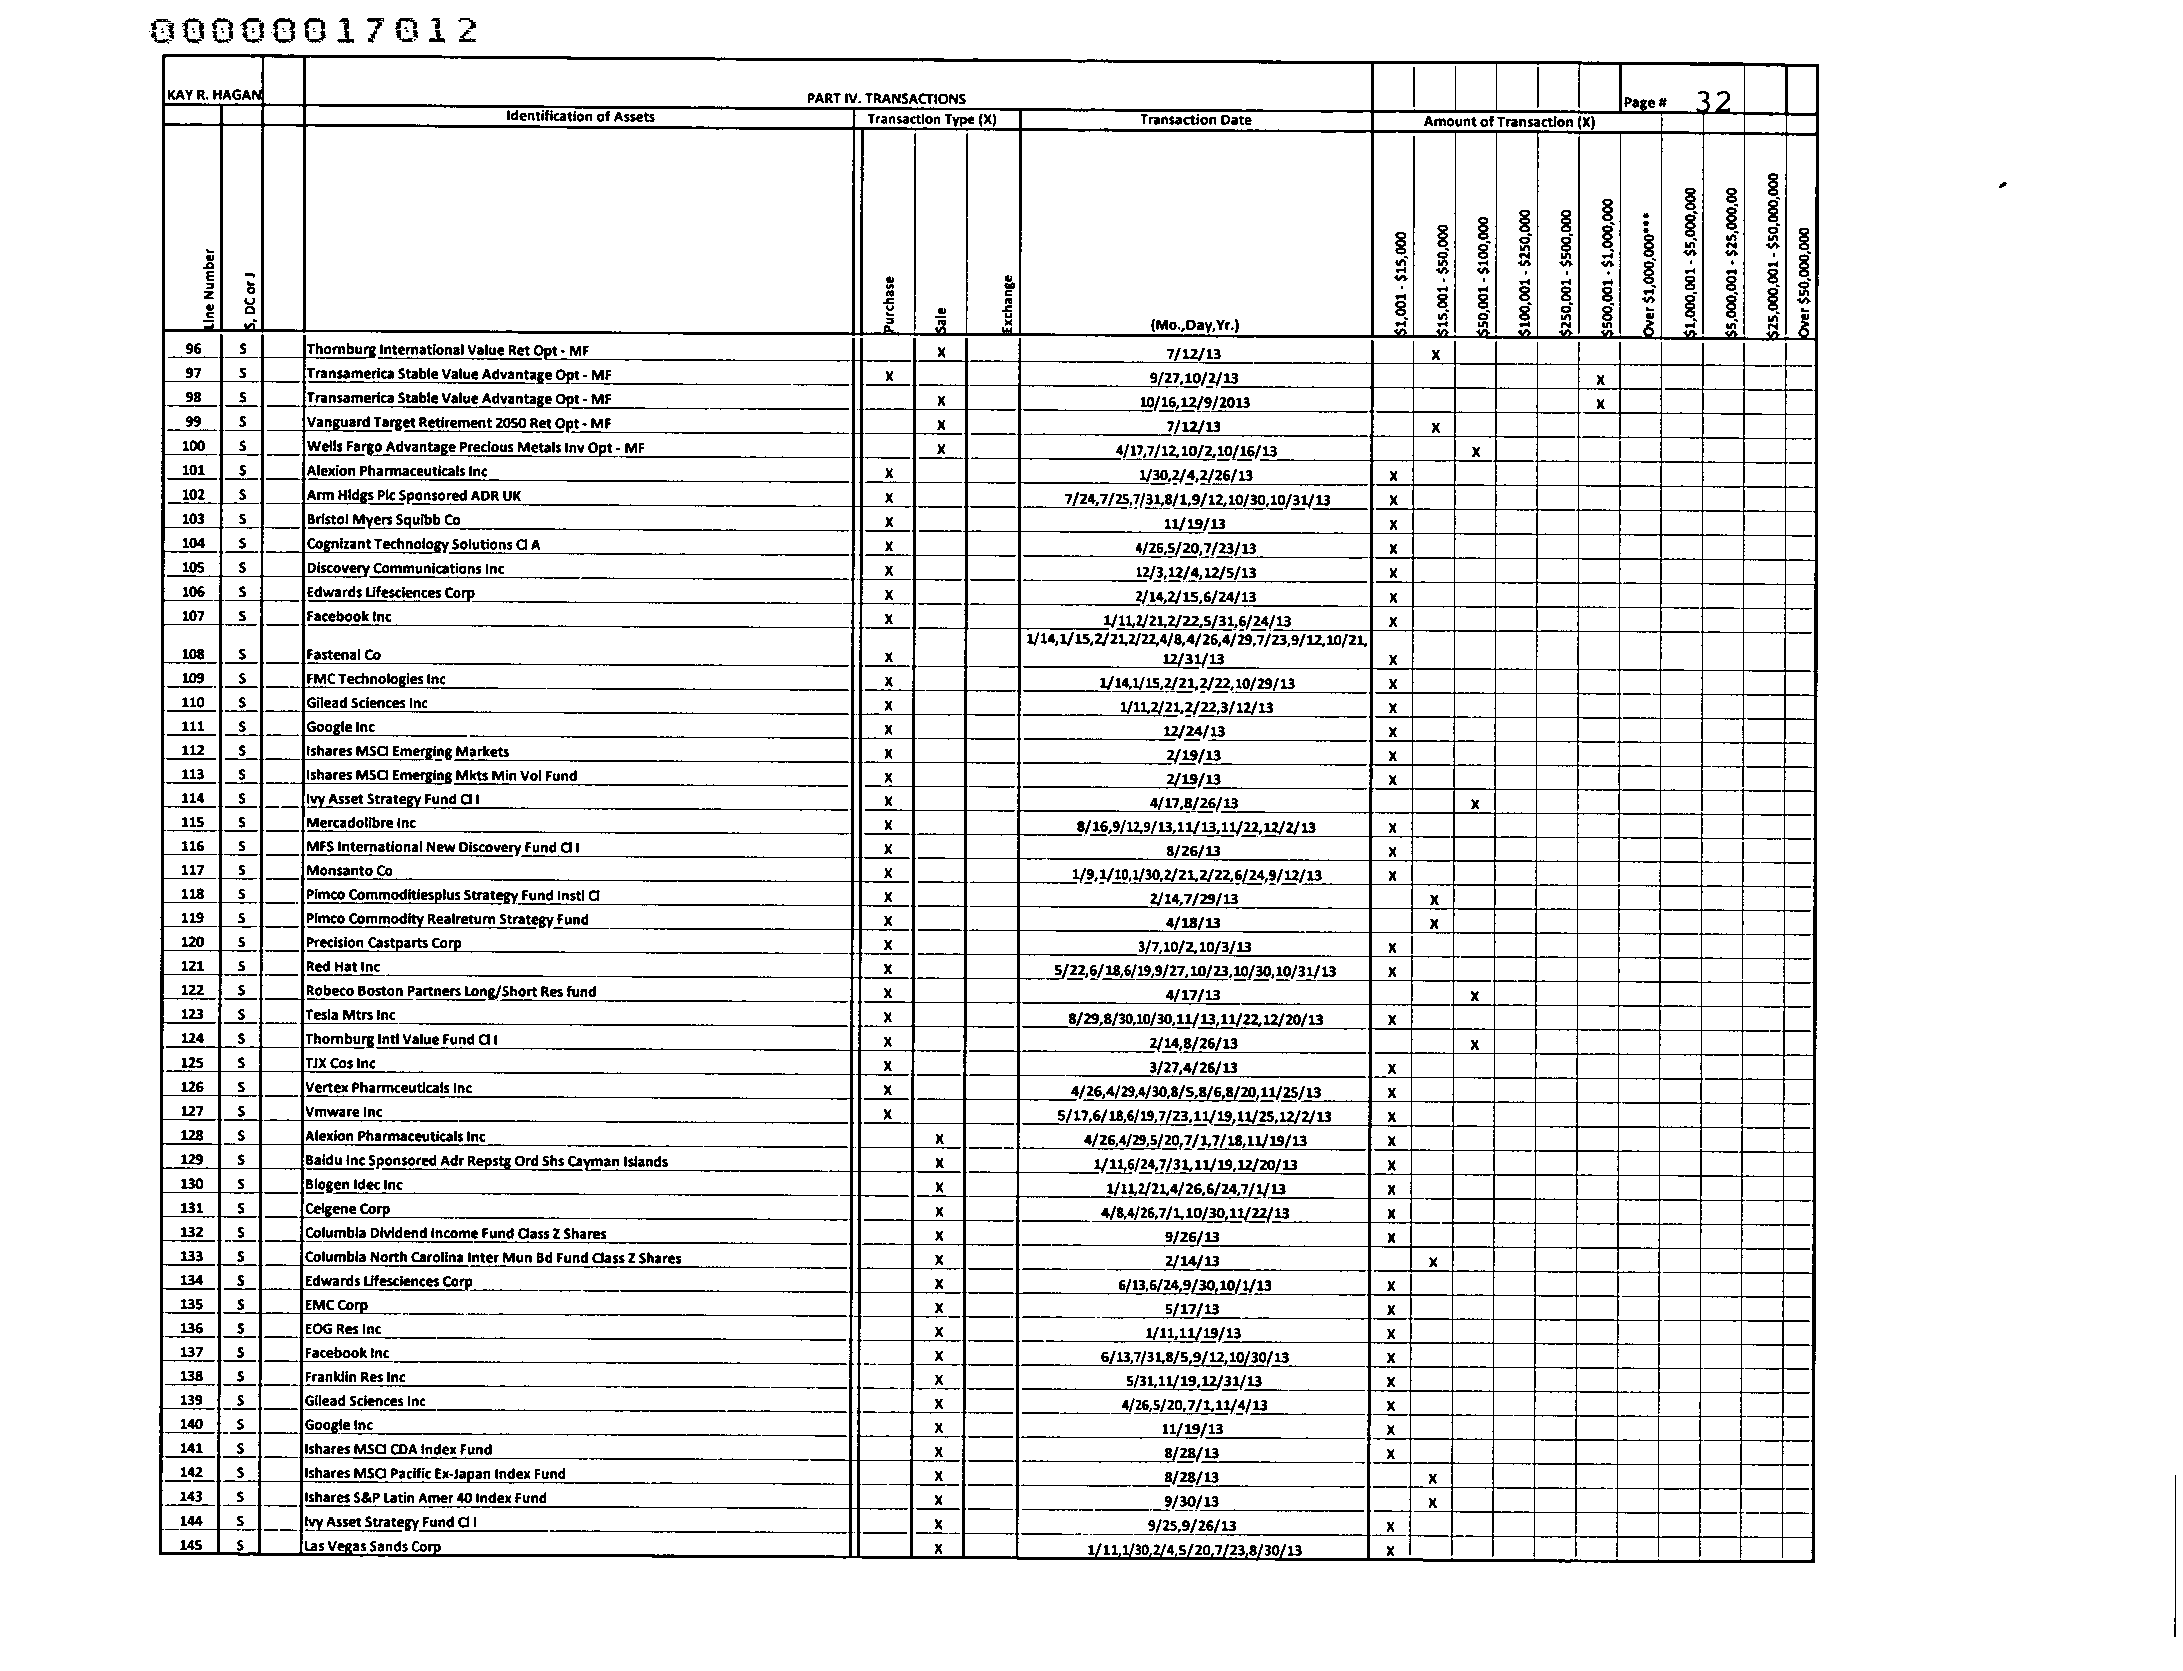 00000017012
KAY R. HAGAN PART IV. TRANSACTIONS Page # 32
Identification of Assets Transaction Type (X) Transaction Date Amount of Transaction (X)
Line Number S, DC or J Purchase Sale Exchange (Mo.,Day,Yr.) $1,001 - $15,000 $15,001 - $50,000 $50,001 - $100,000 $100,001 - $250,000 $250,001 - $500,000 $500,001 - $1,000,000 Over $1,000,000*** $1,000,001 - $5,000,000 $5,000,001 - $25,000,00 $25,000,001 - $50,000,000 Over $50,000,000
96 S Thornburg International Value Ret Opt - MF X 7/12/13 X
97 S Transamerica Stable Value Advantage Opt - MF X 9/27,10/2/13 X
98 S Transamerica Stable Value Advantage Opt - MF X 10/16,12/9/2013 X
99 S Vanguard Target Retirement 2050 Ret Opt - MF X 7/12/13 X
100 S Wells Fargo Advantage Precious Metals Inv Opt - MF X 4/17,7/12,10/2,10/16/13 X
101 S Alexion Pharmaceuticals Inc X 1/30,2/4,2/26/13 X
102 S Arm Hldgs Plc Sponsored ADR UK X 7/24,7/25,7/31,8/1,9/12,10/30,10/31/13 X
103 S Bristol Myers Squibb Co X 11/19/13 X
104 S Cognizant Technology Solutions Cl A X 4/26,5/20,7/23/13 X
105 S Discovery Communications Inc X 12/3,12/4,12/5/13 X
106 S Edwards Lifesciences Corp X 2/14,2/15,6/24/13 X
107 S Facebook Inc X 1/11,2/21,2/22,5/31,6/24/13 X
1/14,1/15,2/21,2/22,4/8,4/26,4/29,7/23,9/12,10/21,
108 S Fastenal Co X 12/31/13 X
109 S FMC Technologies Inc X 1/14,1/15,2/21,2/22,10/29/13 X
110 S Gilead Sciences Inc X 1/11,2/21,2/22,3/12/13 X
111 S Google Inc X 12/24/13 X
112 S Ishares MSCI Emerging Markets X 2/19/13 X
113 S Ishares MSCI Emerging Mkts Min Vol Fund X 2/19/13 X
114 S Ivy Asset Strategy Fund Cl I X 4/17,8/26/13 X
115 S Mercadolibre Inc X 8/16,9/12,9/13,11/13,11/22,12/2/13 X
116 S MFS International New Discovery Fund Cl I X 8/26/13 X
117 S Monsanto Co X 1/9,1/10,1/30,2/21,2/22,6/24,9/12/13 X
118 S Pimco Commoditiesplus Strategy Fund Instl Cl X 2/14,7/29/13 X
119 S Pimco Commodity Realreturn Strategy Fund X 4/18/13 X
120 S Precision Castparts Corp X 3/7,10/2,10/3/13 X
121 S Red Hat Inc X 5/22,6/18,6/19,9/27,10/23,10/30,10/31/13 X
122 S Robeco Boston Partners Long/Short Res fund X 4/17/13 X
123 S Tesla Mtrs Inc X 8/29,8/30,10/30,11/13,11/22,12/20/13 X
124 S Thornburg Intl Value Fund Cl I X 2/14,8/26/13 X
125 S TJX Cos Inc X 3/27,4/26/13 X
126 S Vertex Pharmceuticals Inc X 4/26,4/29,4/30,8/5,8/6,8/20,11/25/13 X
127 S Vmware Inc X 5/17,6/18,6/19,7/23,11/19,11/25,12/2/13 X
128 S Alexion Pharmaceuticals Inc X 4/26,4/29,5/20,7/1,7/18,11/19/13 X
129 S Baidu Inc Sponsored Adr Repstg Ord Shs Cayman Islands X 1/11,6/24,7/31,11/19,12/20/13 X
130 S Biogen Idec Inc X 1/11,2/21,4/26,6/24,7/1/13 X
131 S Celgene Corp X 4/8,4/26,7/1,10/30,11/22/13 X
132 S Columbia Dividend Income Fund Class Z Shares X 9/26/13 X
133 S Columbia North Carolina Inter Mun Bd Fund Class Z Shares X 2/14/13 X
134 S Edwards Lifesciences Corp X 6/13,6/24,9/30,10/1/13 X
135 S EMC Corp X 5/17/13 X
136 S EOG Res Inc X 1/11,11/19/13 X
137 S Facebook Inc X 6/13,7/31,8/5,9/12,10/30/13 X
138 S Franklin Res Inc X 5/31,11/19,12/31/13 X
139 S Gilead Sciences Inc X 4/26,5/20,7/1,11/4/13 X
140 S Google Inc X 11/19/13 X
141 S Ishares MSCI CDA Index Fund X 8/28/13 X
142 S Ishares MSCI Pacific Ex-Japan Index Fund X 8/28/13 X
143 S Ishares S&P Latin Amer 40 Index Fund X 9/30/13 X
144 S Ivy Asset Strategy Fund Cl I X 9/25,9/26/13 X
145 S Las Vegas Sands Corp X 1/11,1/30,2/4,5/20,7/23,8/30/13 X